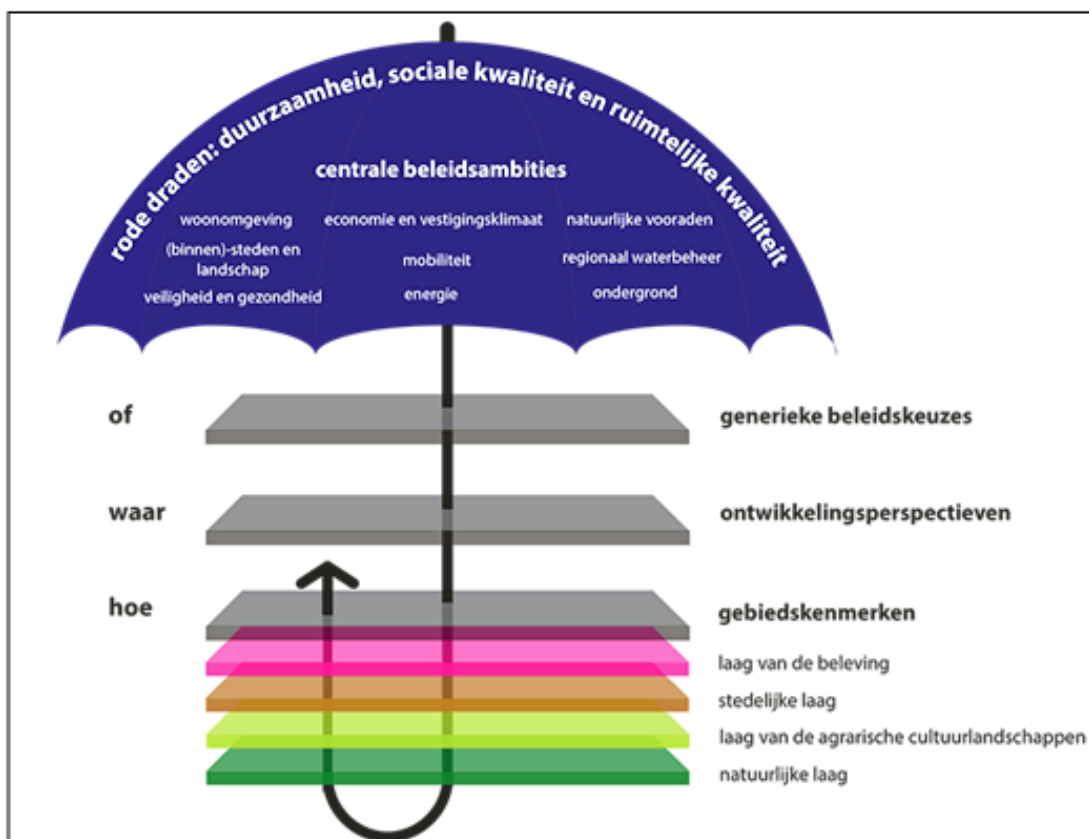 rode draden: duurzaamheid, sociale kwaliteit en ruimtelijke kwaliteit
centrale beleidsambities
woonomgeving
(binnen)-steden en
landschap
veiligheid en gezondheid
economie en vestigingsklimaat
mobiliteit
energie
natuurlijke vooraden
regionaal waterbeheer
ondergrond
of
generieke beleidskeuzes
waar
ontwikkelingsperspectieven
hoe
gebiedskenmerken
laag van de beleving
stedelijke laag
laag van de agrarische cultuurlandschappen
natuurlijke laag